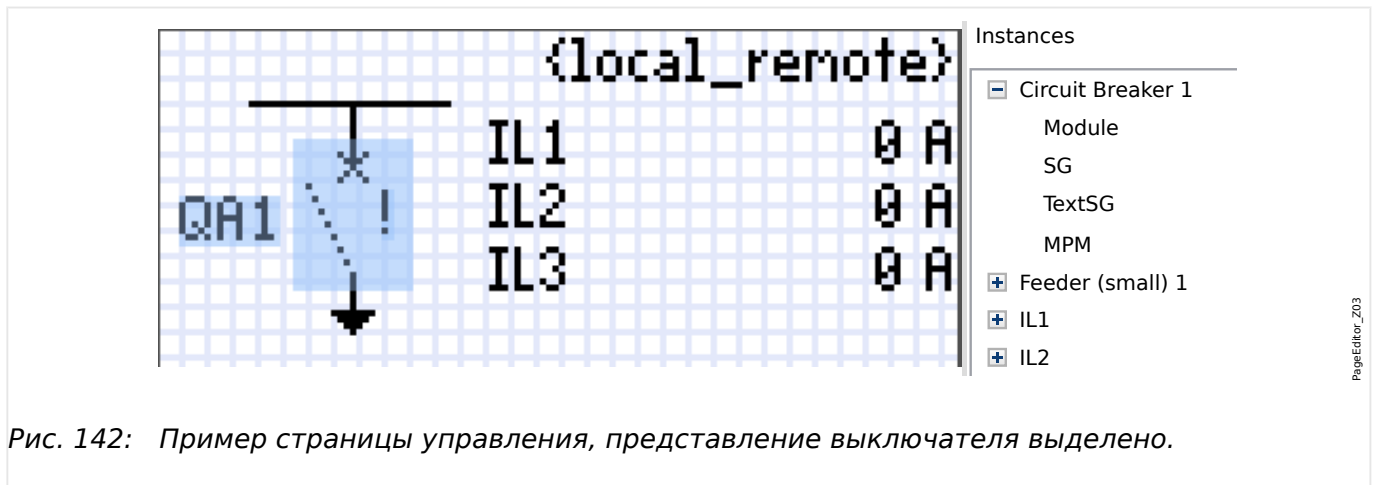 {local_remote}
IL1 0 A
QA1 ! IL2 0 A
IL3 0 A
Instances
Circuit Breaker 1
Module
SG
TextSG
MPM
Feeder (small) 1
IL1
IL2
PageEditor_Z03
Рис. 142: Пример страницы управления, представление выключателя выделено.